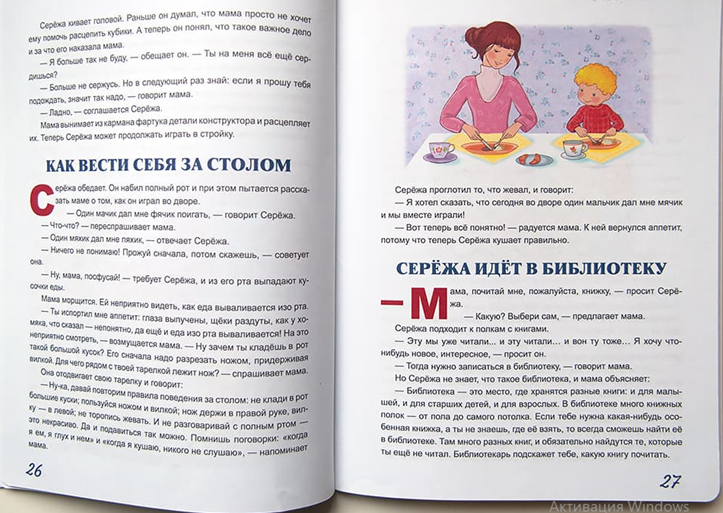 Серёжа кивает головой. Раньше он думал, что мама просто не хочет
ему помочь расцепить кубики. А теперь он понял, что такое важное дело
и за что его наказала мама.
— Я больше так не буду, — обещает он. — Ты на меня всё ещё сер-
дишься?
— Больше не сержусь. Но в следующий раз знай: если я прошу тебя
подождать, значит так надо, — говорит мама.
— Ладно, — соглашается Серёжа.
Мама вынимает из кармана фартука детали конструктора и расцепляет
их. Теперь Серёжа может продолжать играть в стройку.
КАК ВЕСТИ СЕБЯ ЗА СТОЛОМ
Серёжа обедает. Он набил полный рот и при этом пытается расска-
зать маме о том, как он играл во дворе.
— Один мачик дал мне фячик поигать, — говорит Серёжа.
— Что-что? — переспрашивает мама.
— Один мяхик дал мне пяхик, — отвечает Серёжа.
— Ничего не понимаю! Прожуй сначала, потом скажешь, — советует
она.
— Ну, мама, посфусай! — требует Серёжа, и из его рта выпадают ку-
сочки еды.
Мама морщится. Ей неприятно видеть, как еда вываливается изо рта.
— Ты испортил мне аппетит: глаза выпучены, щёки раздуты, как у хо-
мяка, что сказал — непонятно, да ещё и еда изо рта вываливается! На это
неприятно смотреть, — возмущается мама. — Ну зачем ты кладёшь в рот
такой большой кусок? Его сначала надо разрезать ножом, придерживая
вилкой. Для чего рядом с твоей тарелкой лежит нож? — спрашивает мама.
Она отодвигает свою тарелку и говорит:
— Ну-ка, давай повторим правила поведения за столом: не клади в рот
большие куски; пользуйся ножом и вилкой; нож держи в правой руке, вил-
ку — в левой; не торопись жевать. И не разговаривай с полным ртом —
это некрасиво. Да и подавиться так можно. Помнишь поговорки: «когда
я ем, я глух и нем» и «когда я кушаю, никого не слушаю», — напоминает
мама.
26
Серёжа проглотил то, что жевал, и говорит:
— Я хотел сказать, что сегодня во дворе один мальчик дал мне мячик
и мы вместе играли!
— Вот теперь всё понятно! — радуется мама. К ней вернулся аппетит,
потому что теперь Серёжа кушает правильно.
СЕРЁЖА ИДЁТ В БИБЛИОТЕКУ
— Мама, почитай мне, пожалуйста, книжку, — просит Серё-
жа.
— Какую? Выбери сам, — предлагает мама.
Серёжа подходит к полкам с книгами.
— Эту мы уже читали... и эту читали... и вон ту тоже... Я хочу что-
нибудь новое, интересное, — просит он.
— Тогда нужно записаться в библиотеку, — говорит мама.
Но Серёжа не знает, что такое библиотека, и мама объясняет:
— Библиотека — это место, где хранятся разные книги: и для малы-
шей, и для старших детей, и для взрослых. В библиотеке много книжных
полок — от пола до самого потолка. Если тебе нужна какая-нибудь осо-
бенная книжка, а ты не знаешь, где её взять, то всегда сможешь найти её
в библиотеке. Там много разных книг, и обязательно найдутся те, которые
ты ещё не читал. Библиотекарь подскажет тебе, какую книгу почитать.
27
Активация Windows